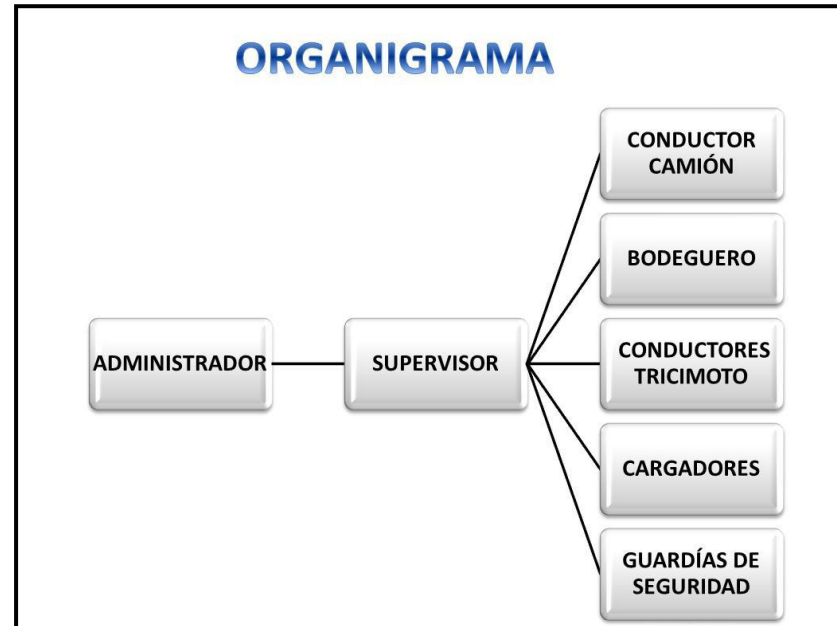 ORGANIGRAMA
CONDUCTOR
CAMIÓN
BODEGUERO
ADMINISTRADOR
SUPERVISOR
CONDUCTORES
TRICIMOTO
CARGADORES
GUARDÍAS DE
SEGURIDAD